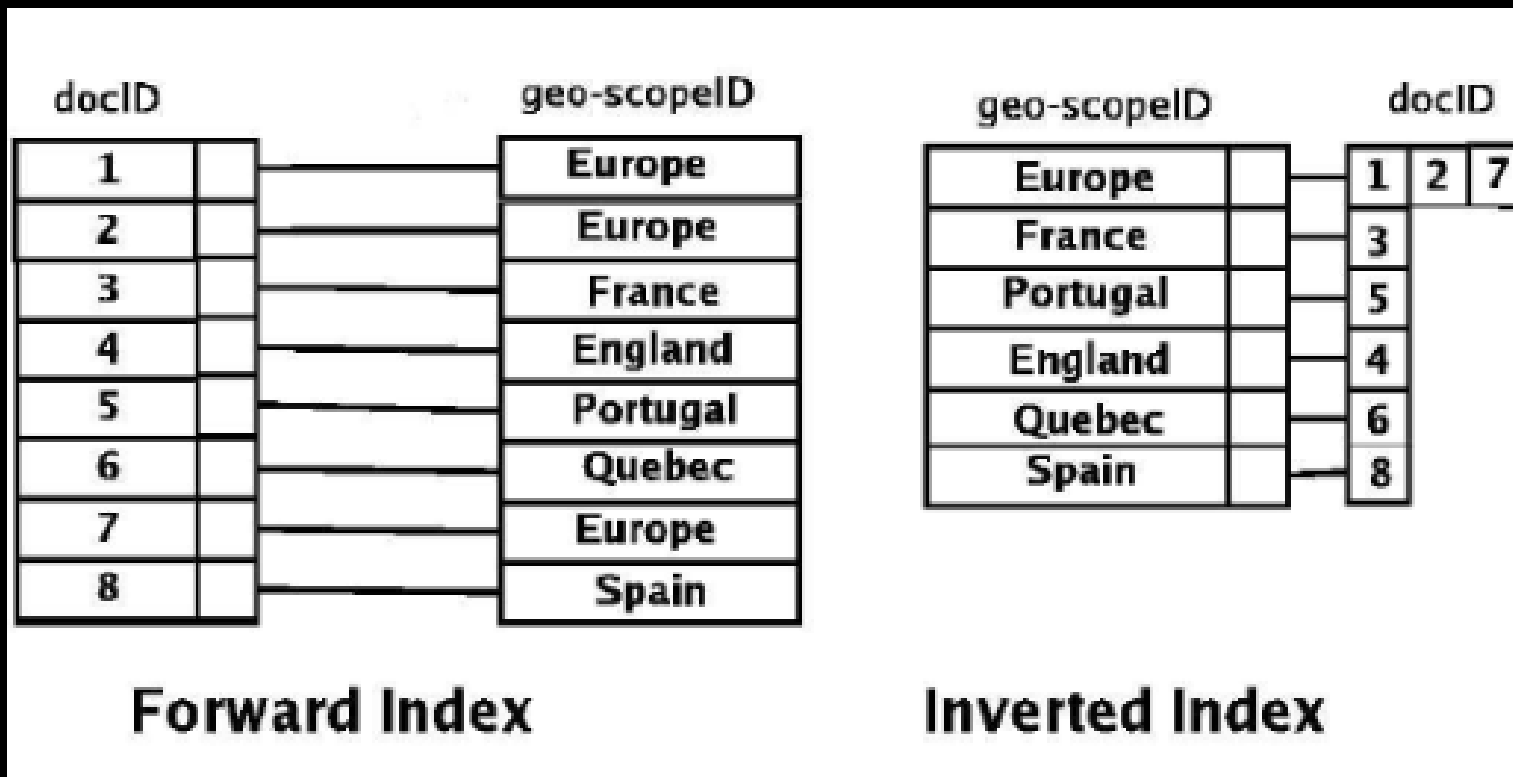 docID geo-scopeID
1 Europe
2 Europe
3 France
4 England
5 Portugal
6 Quebec
7 Europe
8 Spain
Forward Index
geo-scopeID docID
Europe 1 2 7
France 3
Portugal 5
England 4
Quebec 6
Spain 8
Inverted Index